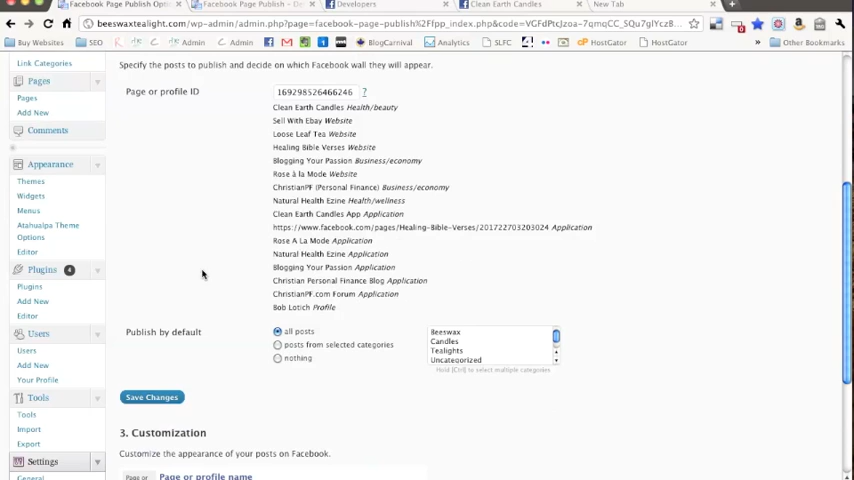 Facebook Page Publish Opti
Facebook Page Publish ‹ Cl
Developers
Clean Earth Candles
New Tab
beeswaxtealight.com/wp-admin/admin.php?page=facebook-page-publish%2Ffpp_index.php&code=VGFdPtcJzoa-7qmqCC_SQu7glYzBz
Buy Websites SEO Admin Admin BlogCarnival Analytics SLFC HostGator HostGator Other Bookmarks
Link Categories
Pages
Pages
Add New
Comments
Appearance
Themes
Widgets
Menus
Atahualpa Theme
Options
Editor
Plugins 4
Plugins
Add New
Editor
Users
Users
Add New
Your Profile
Tools
Tools
Import
Export
Settings
General
Specify the posts to publish and decide on which Facebook wall they will appear.
Page or profile ID 169298526466246 ?
Clean Earth Candles Health/beauty
Sell With Ebay Website
Loose Leaf Tea Website
Healing Bible Verses Website
Blogging Your Passion Business/economy
Rose à la Mode Website
ChristianPF (Personal Finance) Business/economy
Natural Health Ezine Health/wellness
Clean Earth Candles App Application
https://www.facebook.com/pages/Healing-Bible-Verses/201722703203024 Application
Rose A La Mode Application
Natural Health Ezine Application
Blogging Your Passion Application
Christian Personal Finance Blog Application
ChristianPF.com Forum Application
Bob Lotich Profile
Publish by default
all posts
posts from selected categories
nothing
Beeswax
Candles
Tealights
Uncategorized
Hold [Ctrl] to select multiple categories
Save Changes
3. Customization
Customize the appearance of your posts on Facebook.
Page or
Page or profile name